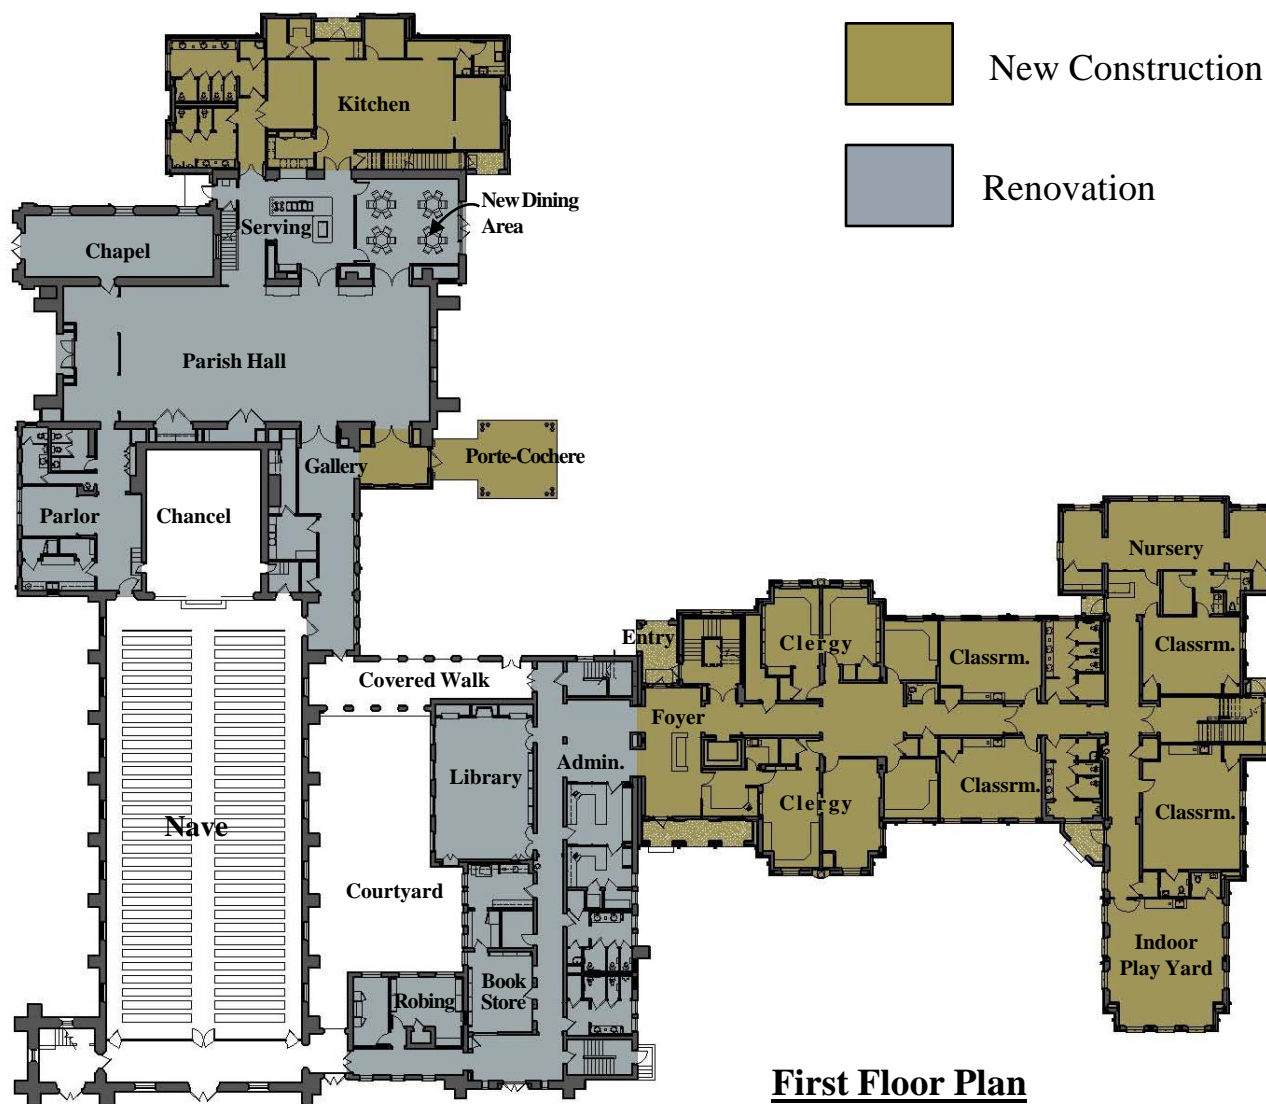 New Construction
Renovation
Kitchen
New Dining
Area
Serving
Chapel
Parish Hall
Gallery
Porte-Cochere
Parlor
Chancel
Nursery
Entry
Clergy
Classrm.
Classrm.
Covered Walk
Foyer
Library
Admin.
Clergy
Classrm.
Classrm.
Nave
Courtyard
Book
Store
Robing
Indoor
Play Yard
First Floor Plan